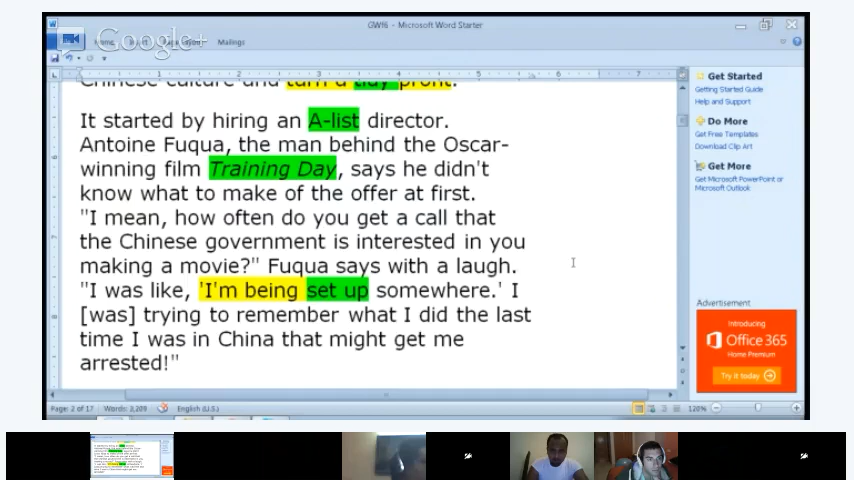 GWf6 - Microsoft Word Starter
Google+
Mailings
Chinese culture and turn a tidy profit.
It started by hiring an A-list director.
Antoine Fuqua, the man behind the Oscar-
winning film Training Day, says he didn't
know what to make of the offer at first.
"I mean, how often do you get a call that
the Chinese government is interested in you
making a movie?" Fuqua says with a laugh.
"I was like, 'I'm being set up somewhere.' I
[was] trying to remember what I did the last
time I was in China that might get me
arrested!"
Get Started
Getting Started Guide
Help and Support
Do More
Get Free Templates
Download Clip Art
Get More
Get Microsoft PowerPoint or
Microsoft Outlook
Advertisement
Introducing
Office 365
Home Premium
Try it today
Page: 2 of 17
Words: 3,209
English (U.S.)
120%